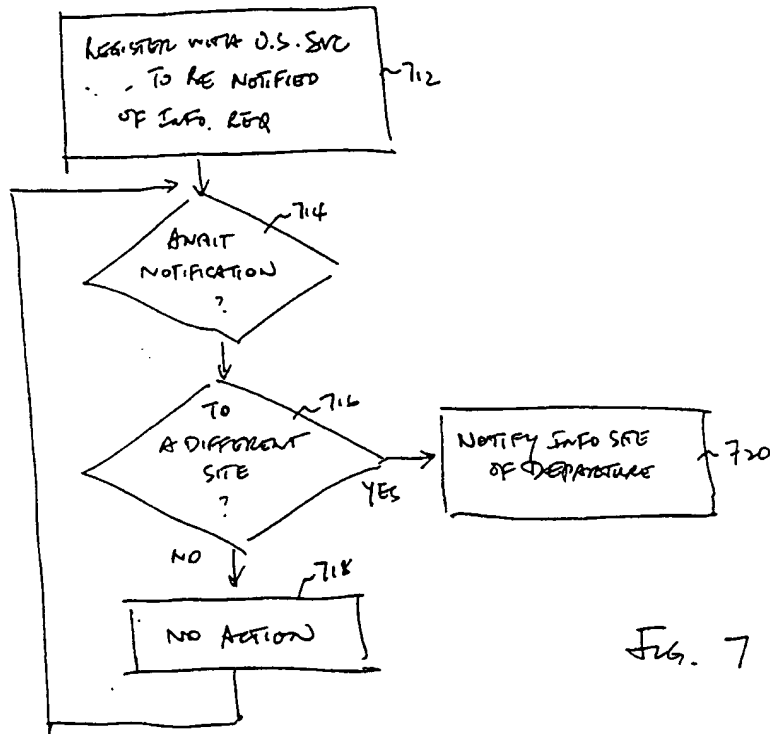 REGISTER WITH O.S. SVC
. . , TO BE NOTIFIED
OF INFO. REQ
712
714
AWAIT
NOTIFICATION
?
716
TO
A DIFFERENT
SITE
?
YES
NOTIFY INFO SITE
OF DEPARTURE
720
NO
718
NO ACTION
FIG. 7